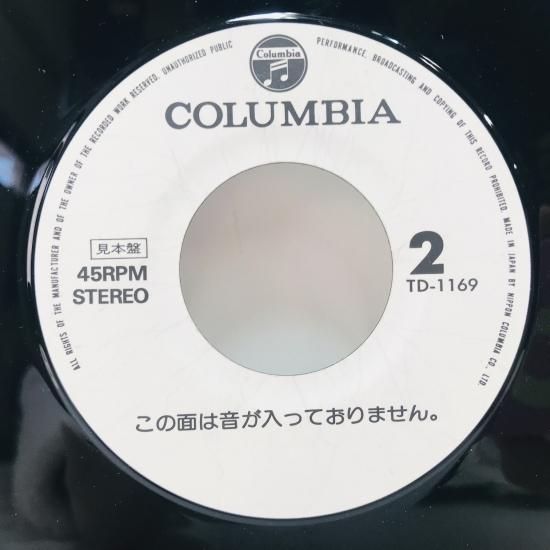 ALL RIGHTS OF THE MANUFACTURER AND OF THE OWNER OF THE RECORDED WORK RESERVED. UNAUTHORIZED PUBLIC PERFORMANCE, BROADCASTING AND COPYING OF THIS RECORD PROHIBITED. MADE IN JAPAN BY NIPPON COLUMBIA CO., LTD.
Columbia
COLUMBIA
見本盤
45RPM
STEREO
2
TD-1169
この面は音が入っておりません。